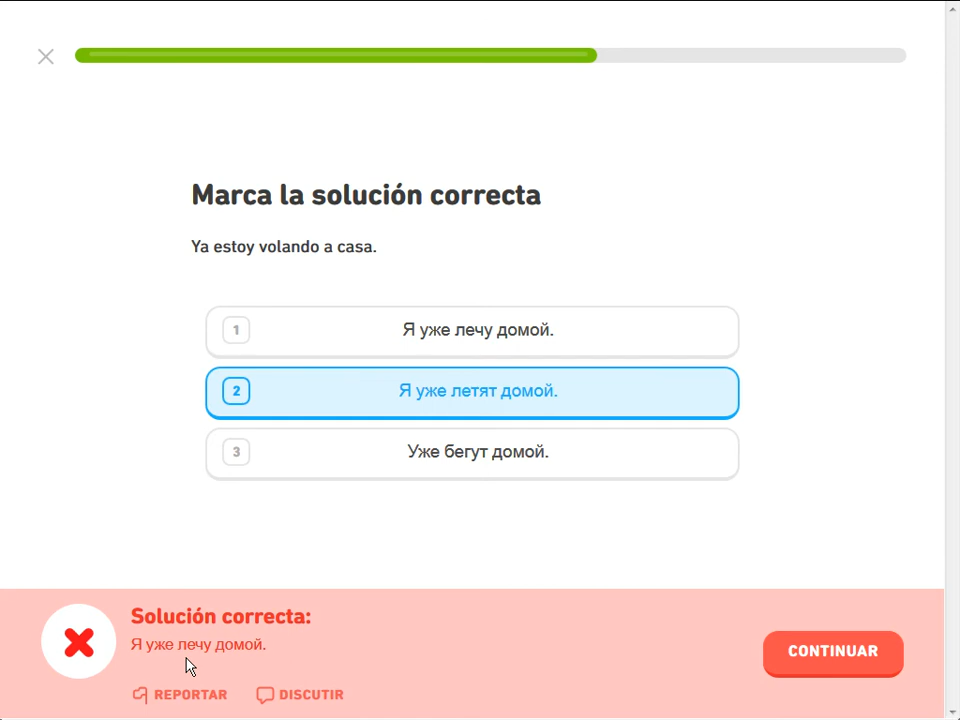 Marca la solución correcta
Ya estoy volando a casa.
1 Я уже лечу домой.
2 Я уже летят домой.
3 Уже бегут домой.
Solución correcta:
Я уже лечу домой.
CONTINUAR
REPORTAR DISCUTIR